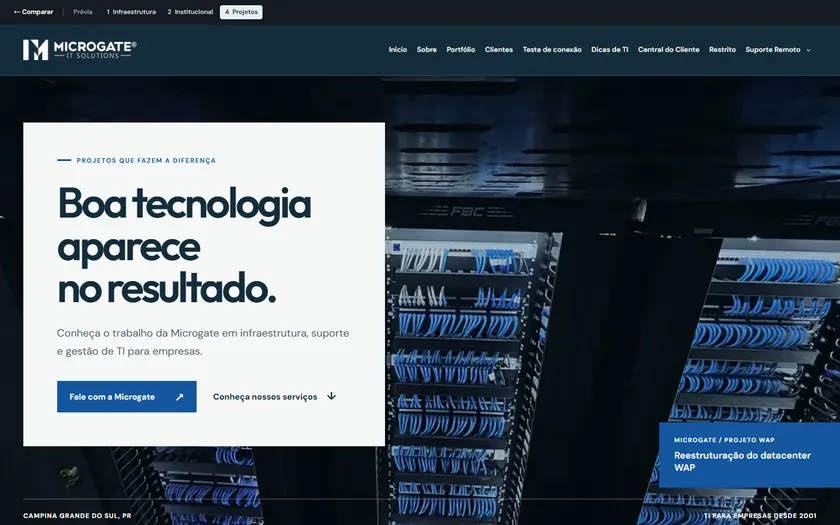 ← Comparar
Prévia
1 Infraestrutura
2 Institucional
4 Projetos
MICROGATE®
IT SOLUTIONS
Início
Sobre
Portfólio
Clientes
Teste de conexão
Dicas de TI
Central do Cliente
Restrito
Suporte Remoto
PROJETOS QUE FAZEM A DIFERENÇA
Boa tecnologia
aparece
no resultado.
Conheça o trabalho da Microgate em infraestrutura, suporte
e gestão de TI para empresas.
Fale com a Microgate ↗
Conheça nossos serviços ↓
FBC
MICROGATE / PROJETO WAP
Reestruturação do datacenter
WAP
CAMPINA GRANDE DO SUL, PR
TI PARA EMPRESAS DESDE 2001